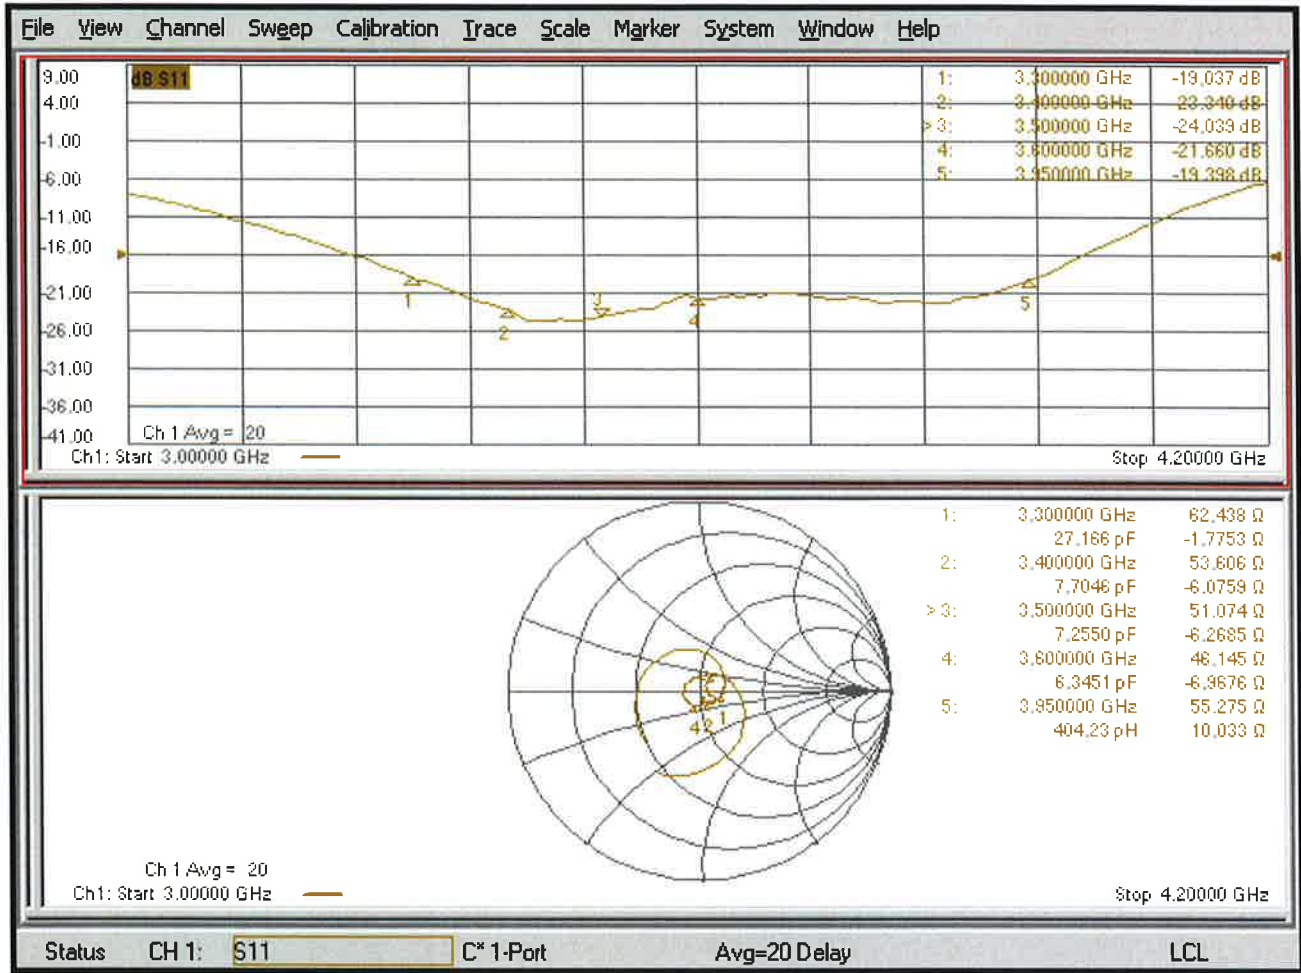 File View Channel Sweep Calibration Trace Scale Marker System Window Help
9.00
4.00
-1.00
-6.00
-11.00
-16.00
-21.00
-26.00
-31.00
-36.00
-41.00
dB S11
1: 3.300000 GHz -19.037 dB
2: 3.400000 GHz -23.340 dB
> 3: 3.500000 GHz -24.039 dB
4: 3.600000 GHz -21.660 dB
5: 3.950000 GHz -19.398 dB
1
2
3
4
5
Ch 1 Avg = 20
Ch1: Start 3.00000 GHz
Stop 4.20000 GHz
1: 3.300000 GHz 62.438 Ω
27.166 pF -1.7753 Ω
2: 3.400000 GHz 53.606 Ω
7.7046 pF -6.0759 Ω
> 3: 3.500000 GHz 51.074 Ω
7.2550 pF -6.2685 Ω
4: 3.600000 GHz 46.145 Ω
6.3451 pF -6.9676 Ω
5: 3.950000 GHz 55.275 Ω
404.23 pH 10.033 Ω
4 2 1
Ch 1 Avg = 20
Ch1: Start 3.00000 GHz
Stop 4.20000 GHz
Status CH 1: S11 C* 1-Port Avg=20 Delay LCL